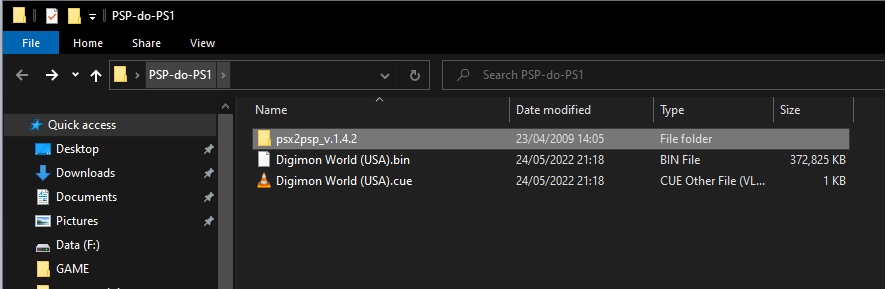 PSP-do-PS1
File Home Share View
PSP-do-PS1 Search PSP-do-PS1
Name Date modified Type Size
Quick access
psx2psp_v.1.4.2 23/04/2009 14:05 File folder
Desktop
Digimon World (USA).bin 24/05/2022 21:18 BIN File 372,825 KB
Downloads
Digimon World (USA).cue 24/05/2022 21:18 CUE Other File (VL... 1 KB
Documents
Pictures
Data (F:)
GAME